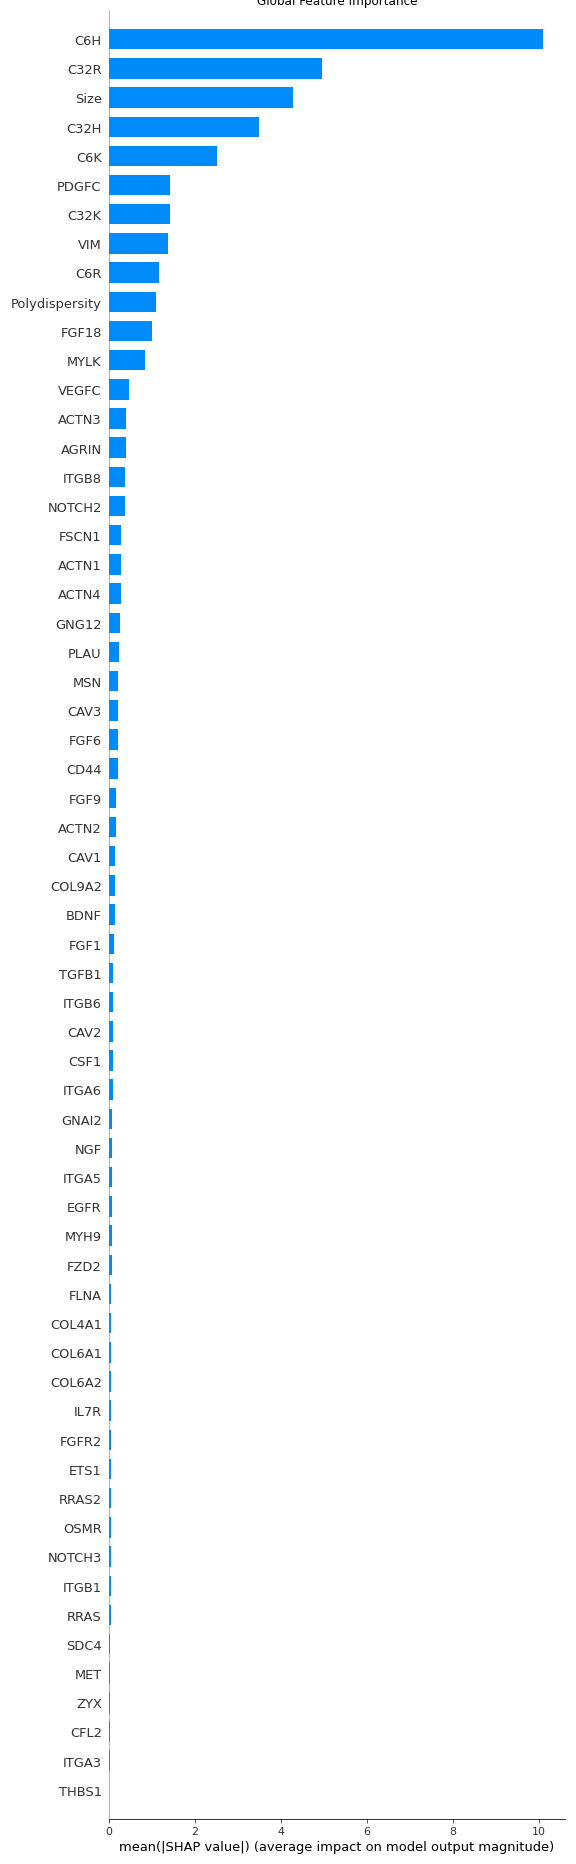 Global Feature Importance
C6H
C32R
Size
C32H
C6K
PDGFC
C32K
VIM
C6R
Polydispersity
FGF18
MYLK
VEGFC
ACTN3
AGRIN
ITGB8
NOTCH2
FSCN1
ACTN1
ACTN4
GNG12
PLAU
MSN
CAV3
FGF6
CD44
FGF9
ACTN2
CAV1
COL9A2
BDNF
FGF1
TGFB1
ITGB6
CAV2
CSF1
ITGA6
GNAI2
NGF
ITGA5
EGFR
MYH9
FZD2
FLNA
COL4A1
COL6A1
COL6A2
IL7R
FGFR2
ETS1
RRAS2
OSMR
NOTCH3
ITGB1
RRAS
SDC4
MET
ZYX
CFL2
ITGA3
THBS1
0 2 4 6 8 10
mean(|SHAP value|) (average impact on model output magnitude)